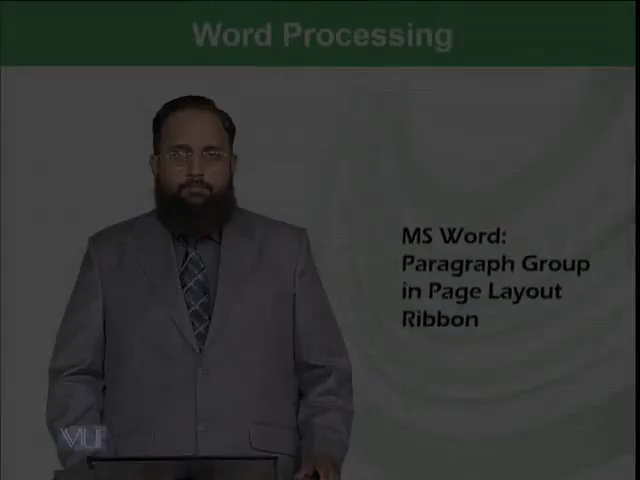 Word Processing
MS Word:
Paragraph Group
in Page Layout
Ribbon
VU